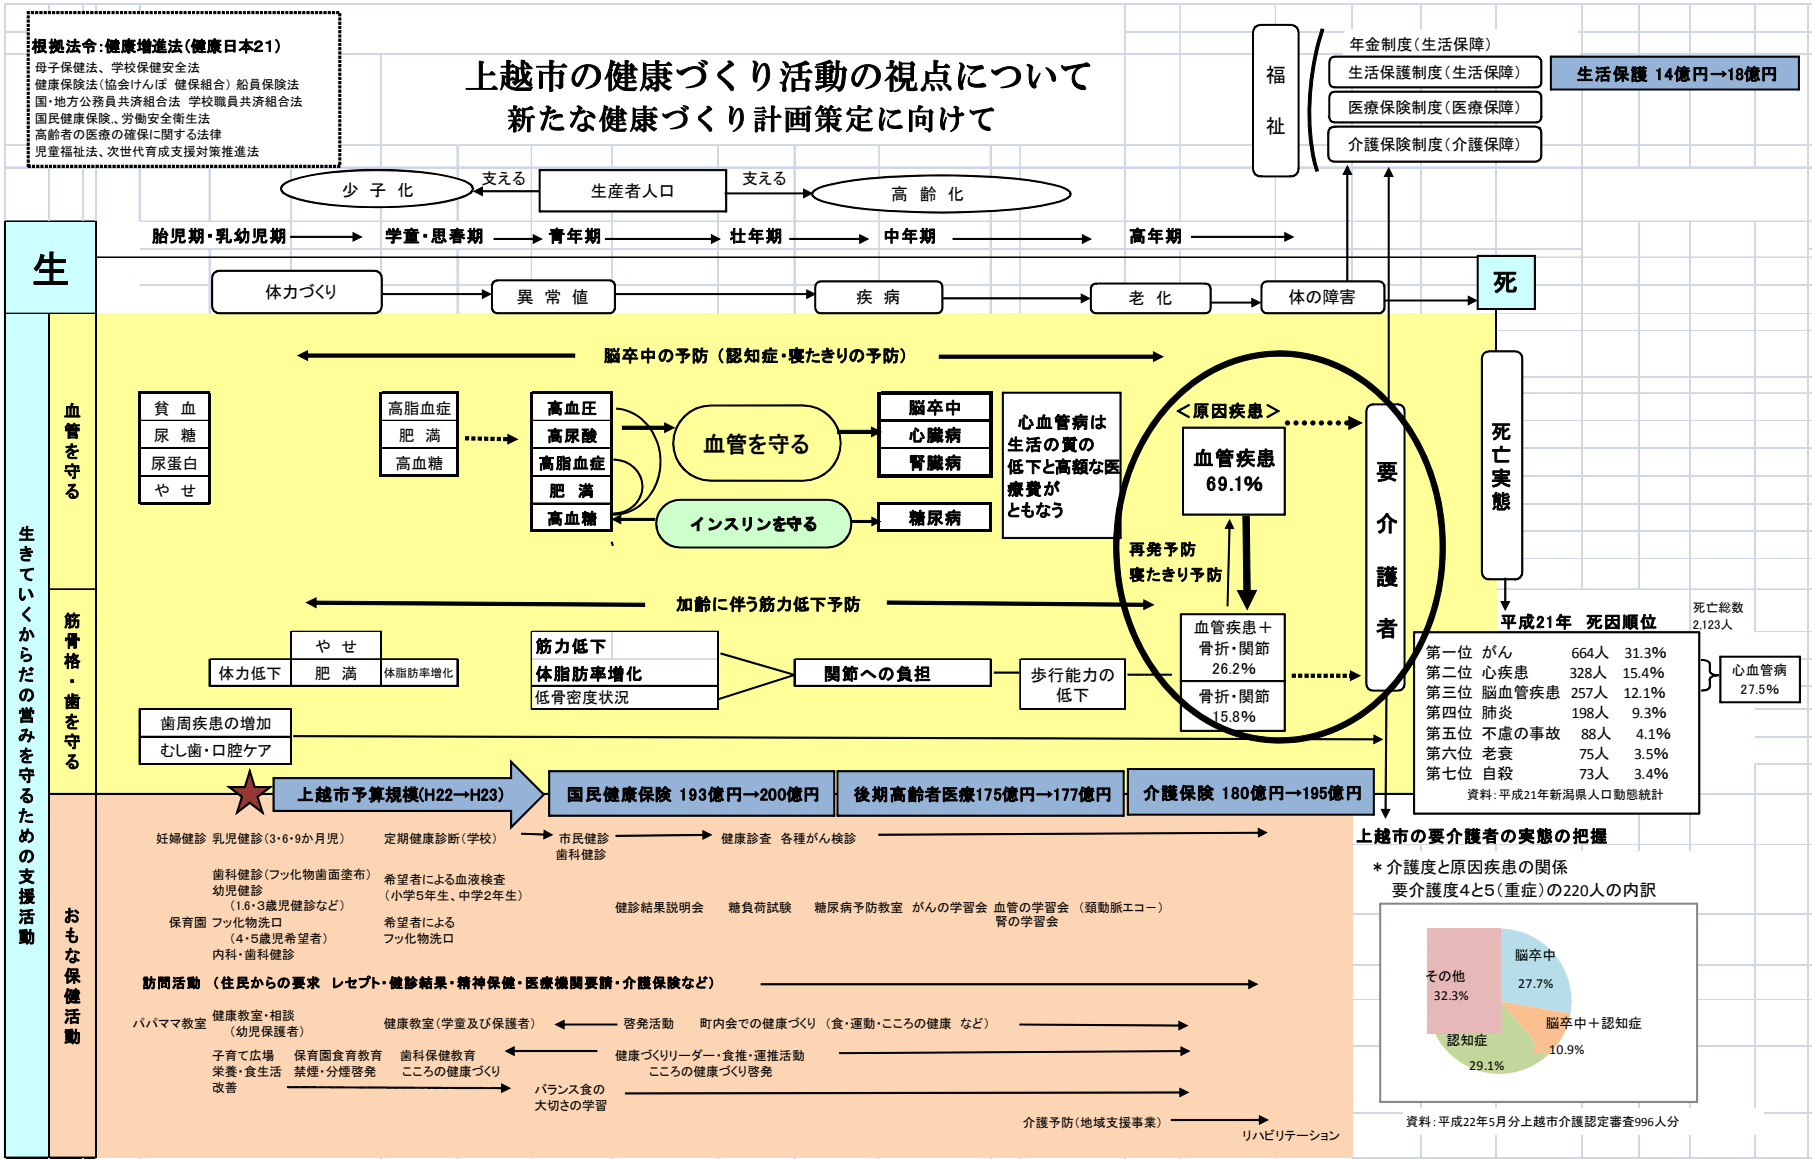 根拠法令:健康増進法(健康日本21)
母子保健法、学校保健安全法
健康保険法(協会けんぽ 健保組合) 船員保険法
国・地方公務員共済組合法 学校職員共済組合法
国民健康保険、労働安全衛生法
高齢者の医療の確保に関する法律
児童福祉法、次世代育成支援対策推進法
上越市の健康づくり活動の視点について
新たな健康づくり計画策定に向けて
福祉
年金制度(生活保障)
生活保護制度(生活保障)
医療保険制度(医療保障)
介護保険制度(介護保障)
生活保護 14億円→18億円
少子化
支える
生産者人口
支える
高齢化
胎児期・乳幼児期
学童・思春期
青年期
壮年期
中年期
高年期
生
体力づくり
異常値
疾病
老化
体の障害
死
生きていくからだの営みを守るための支援活動
血管を守る
脳卒中の予防(認知症・寝たきりの予防)
貧血
尿糖
尿蛋白
やせ
高脂血症
肥満
高血糖
高血圧
高尿酸
高脂血症
肥満
高血糖
血管を守る
インスリンを守る
脳卒中
心臓病
腎臓病
糖尿病
心血管病は
生活の質の
低下と高額な医
療費が
ともなう
<原因疾患>
血管疾患
69.1%
再発予防
寝たきり予防
血管疾患+
骨折・関節
26.2%
骨折・関節
15.8%
要介護者
死亡実態
筋骨格・歯を守る
加齢に伴う筋力低下予防
やせ
体力低下
肥満
体脂肪率増化
筋力低下
体脂肪率増化
低骨密度状況
関節への負担
歩行能力の
低下
歯周疾患の増加
むし歯・口腔ケア
平成21年 死因順位
死亡総数
2,123人
第一位 がん 664人 31.3%
第二位 心疾患 328人 15.4%
第三位 脳血管疾患 257人 12.1%
第四位 肺炎 198人 9.3%
第五位 不慮の事故 88人 4.1%
第六位 老衰 75人 3.5%
第七位 自殺 73人 3.4%
資料:平成21年新潟県人口動態統計
心血管病
27.5%
上越市予算規模(H22→H23)
国民健康保険 193億円→200億円
後期高齢者医療175億円→177億円
介護保険 180億円→195億円
おもな保健活動
妊婦健診
乳児健診(3・6・9か月児)
定期健康診断(学校)
市民健診
歯科健診
健康診査 各種がん検診
歯科健診(フッ化物歯面塗布)
幼児健診
(1.6・3歳児健診など)
希望者による血液検査
(小学5年生、中学2年生)
保育園
フッ化物洗口
(4・5歳児希望者)
内科・歯科健診
希望者による
フッ化物洗口
健診結果説明会
糖負荷試験
糖尿病予防教室
がんの学習会
血管の学習会 (頚動脈エコー)
腎の学習会
訪問活動 (住民からの要求 レセプト・健診結果・精神保健・医療機関要請・介護保険など)
パパママ教室
健康教室・相談
(幼児保護者)
健康教室(学童及び保護者)
啓発活動
町内会での健康づくり (食・運動・こころの健康 など)
子育て広場
栄養・食生活
改善
保育園食育教育
禁煙・分煙啓発
歯科保健教育
こころの健康づくり
健康づくりリーダー・食推・運推活動
こころの健康づくり啓発
バランス食の
大切さの学習
介護予防(地域支援事業)
リハビリテーション
上越市の要介護者の実態の把握
*介護度と原因疾患の関係
要介護度4と5(重症)の220人の内訳
脳卒中
27.7%
脳卒中+認知症
10.9%
認知症
29.1%
その他
32.3%
資料:平成22年5月分上越市介護認定審査996人分